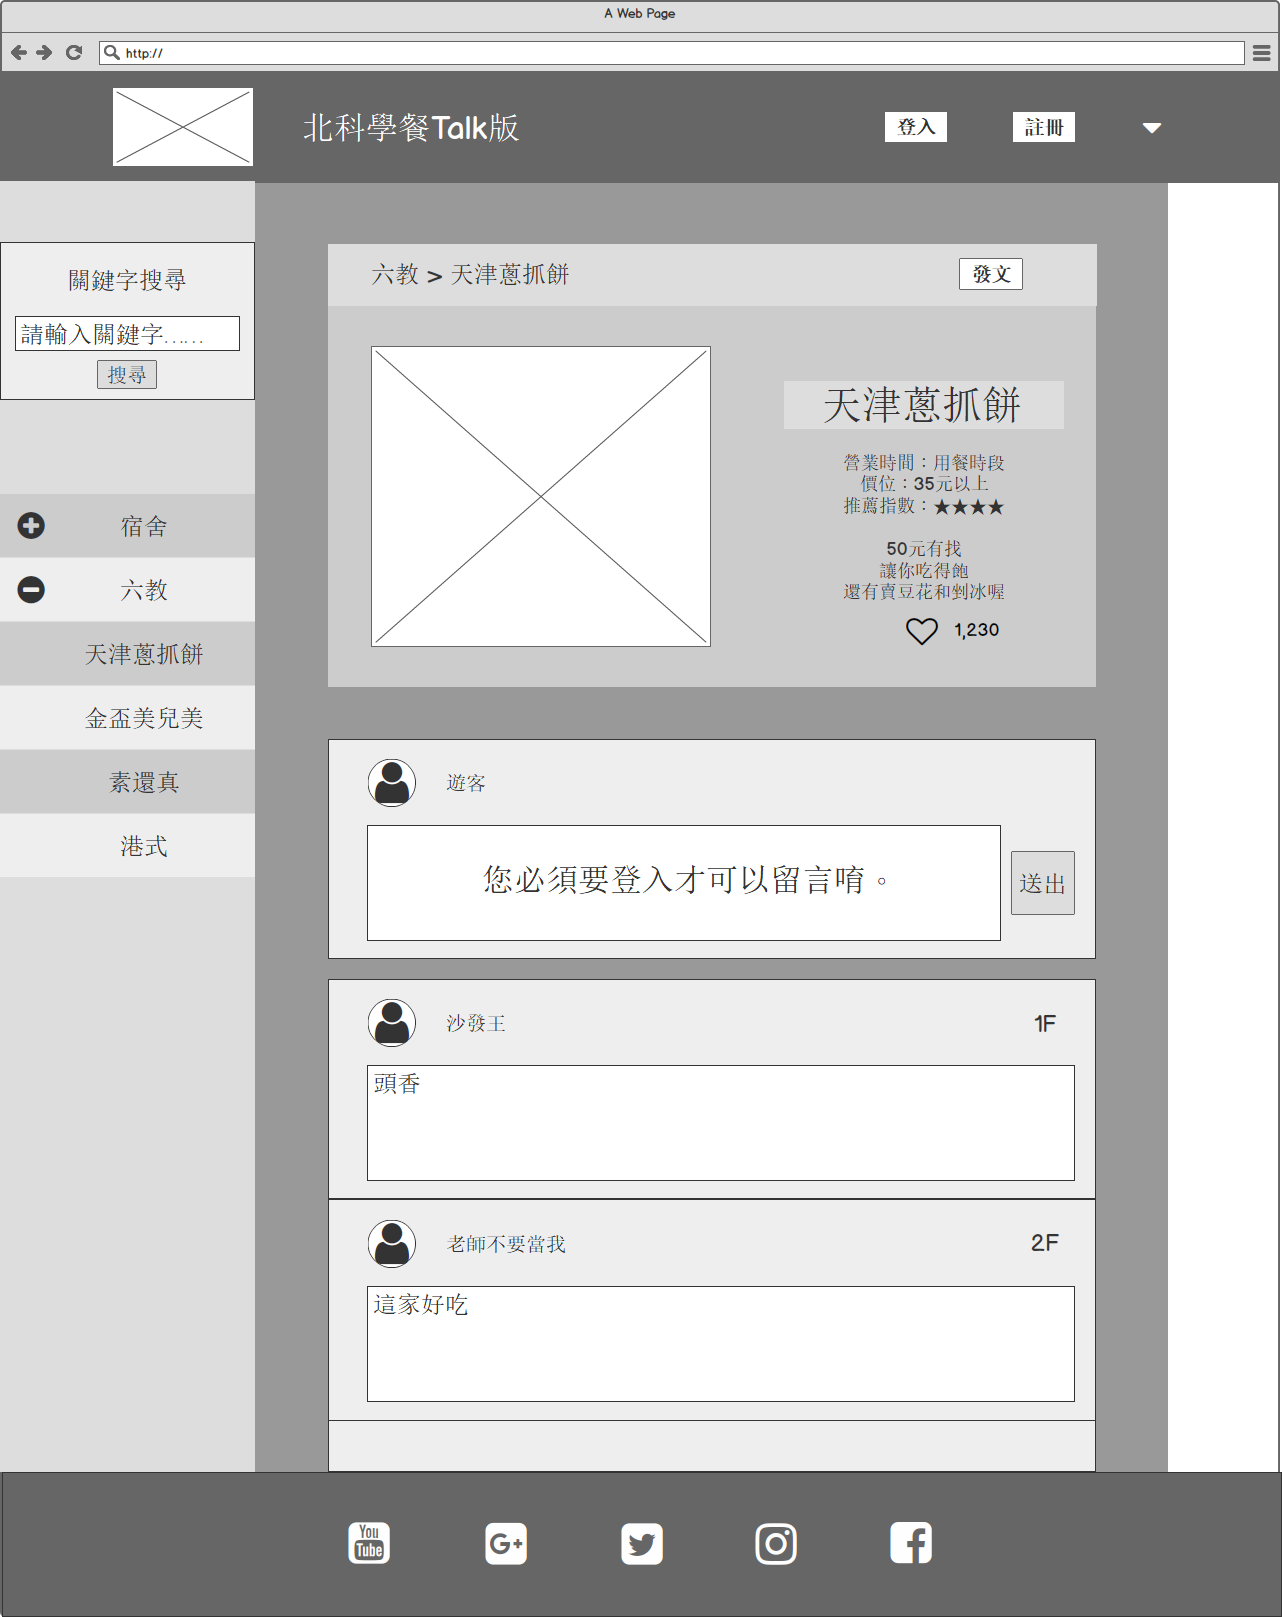 A Web Page
http://
北科學餐Talk版
登入
註冊
關鍵字搜尋
請輸入關鍵字……
搜尋
宿舍
六教
天津蔥抓餅
金盃美兒美
素還真
港式
六教 > 天津蔥抓餅
發文
天津蔥抓餅
營業時間：用餐時段
價位：35元以上
推薦指數：★★★★
50元有找
讓你吃得飽
還有賣豆花和剉冰喔
1,230
遊客
您必須要登入才可以留言唷。
送出
沙發王
1F
頭香
老師不要當我
2F
這家好吃
You
Tube
G+